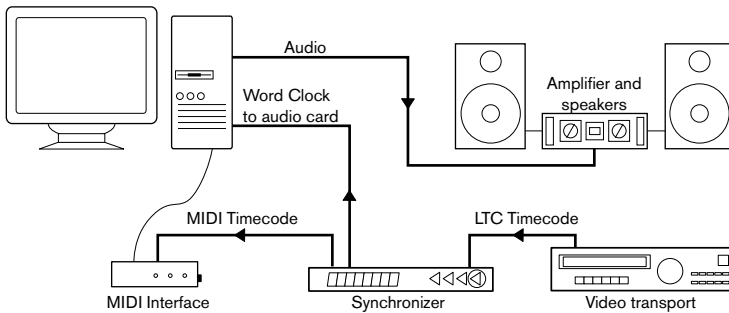 Audio
Amplifier and
speakers
Word Clock
to audio card
MIDI Timecode
LTC Timecode
MIDI Interface
Synchronizer
Video transport